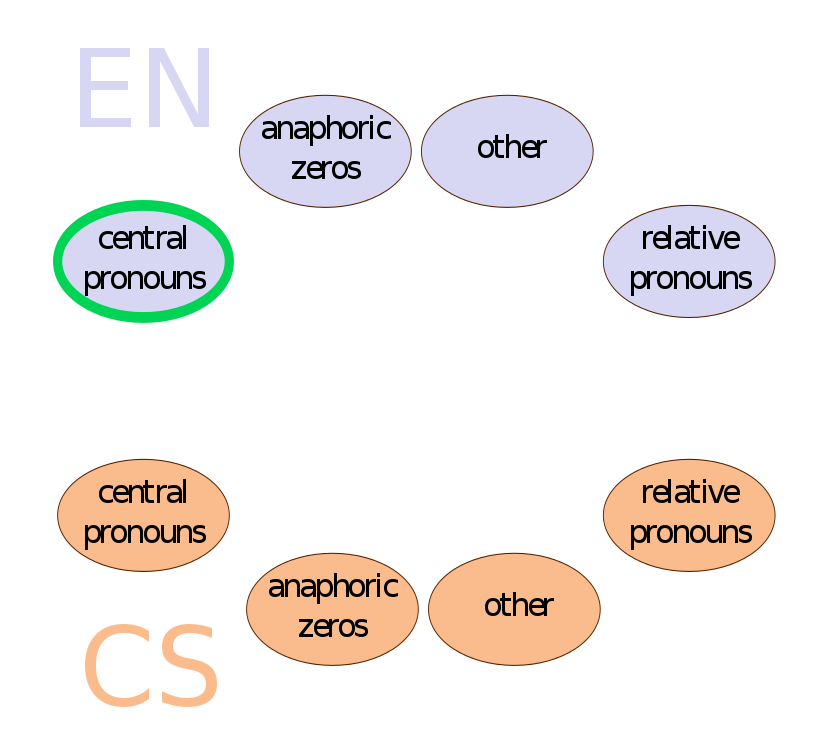 EN
anaphoric
zeros
other
central
pronouns
relative
pronouns
central
pronouns
relative
pronouns
anaphoric
zeros
other
CS